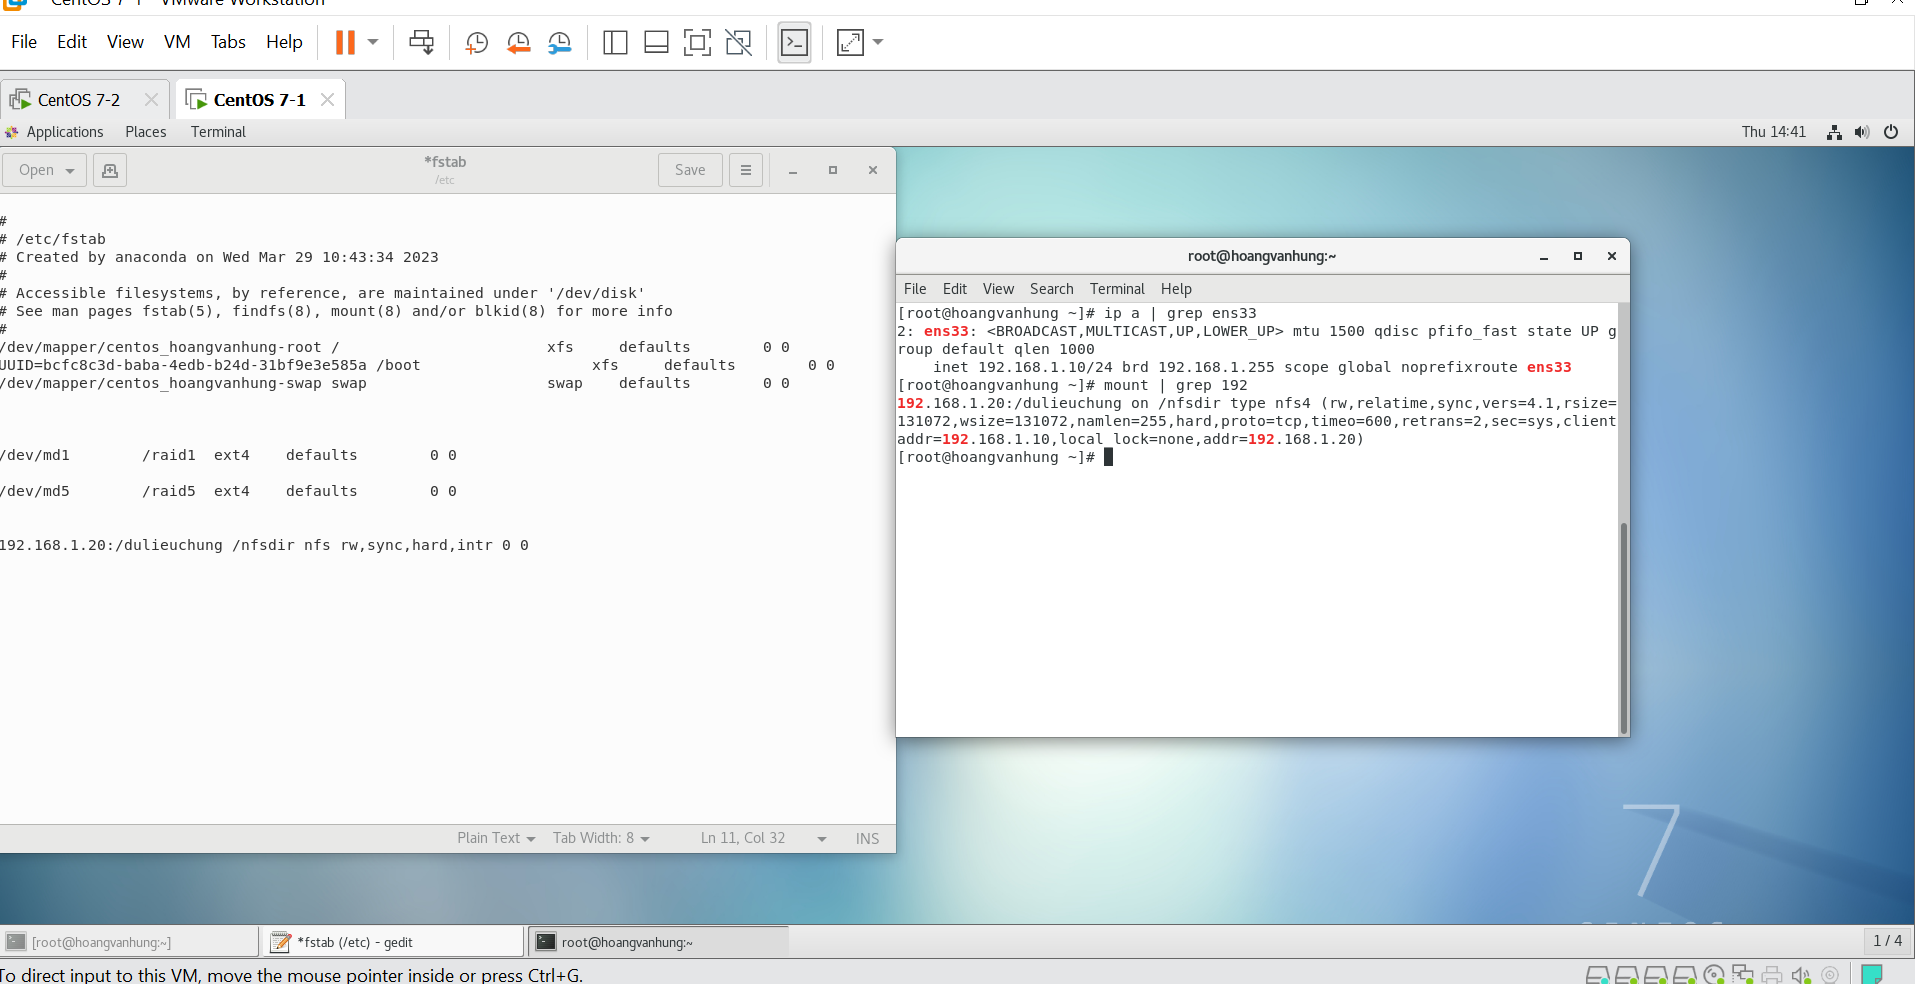 File Edit View VM Tabs Help
CentOS 7-2
CentOS 7-1
Applications Places Terminal
Thu 14:41
Open
*fstab
/etc
Save
#
# /etc/fstab
# Created by anaconda on Wed Mar 29 10:43:34 2023
#
# Accessible filesystems, by reference, are maintained under '/dev/disk'
# See man pages fstab(5), findfs(8), mount(8) and/or blkid(8) for more info
#
/dev/mapper/centos_hoangvanhung-root / xfs defaults 0 0
UUID=bcfc8c3d-baba-4edb-b24d-31bf9e3e585a /boot xfs defaults 0 0
/dev/mapper/centos_hoangvanhung-swap swap swap defaults 0 0
/dev/md1 /raid1 ext4 defaults 0 0
/dev/md5 /raid5 ext4 defaults 0 0
192.168.1.20:/dulieuchung /nfsdir nfs rw,sync,hard,intr 0 0
Plain Text Tab Width: 8 Ln 11, Col 32 INS
root@hoangvanhung:~
File Edit View Search Terminal Help
[root@hoangvanhung ~]# ip a | grep ens33
2: ens33: <BROADCAST,MULTICAST,UP,LOWER_UP> mtu 1500 qdisc pfifo_fast state UP g
roup default qlen 1000
inet 192.168.1.10/24 brd 192.168.1.255 scope global noprefixroute ens33
[root@hoangvanhung ~]# mount | grep 192
192.168.1.20:/dulieuchung on /nfsdir type nfs4 (rw,relatime,sync,vers=4.1,rsize=
131072,wsize=131072,namlen=255,hard,proto=tcp,timeo=600,retrans=2,sec=sys,client
addr=192.168.1.10,local_lock=none,addr=192.168.1.20)
[root@hoangvanhung ~]#
7
[root@hoangvanhung:~]
*fstab (/etc) - gedit
root@hoangvanhung:~
1 / 4
To direct input to this VM, move the mouse pointer inside or press Ctrl+G.